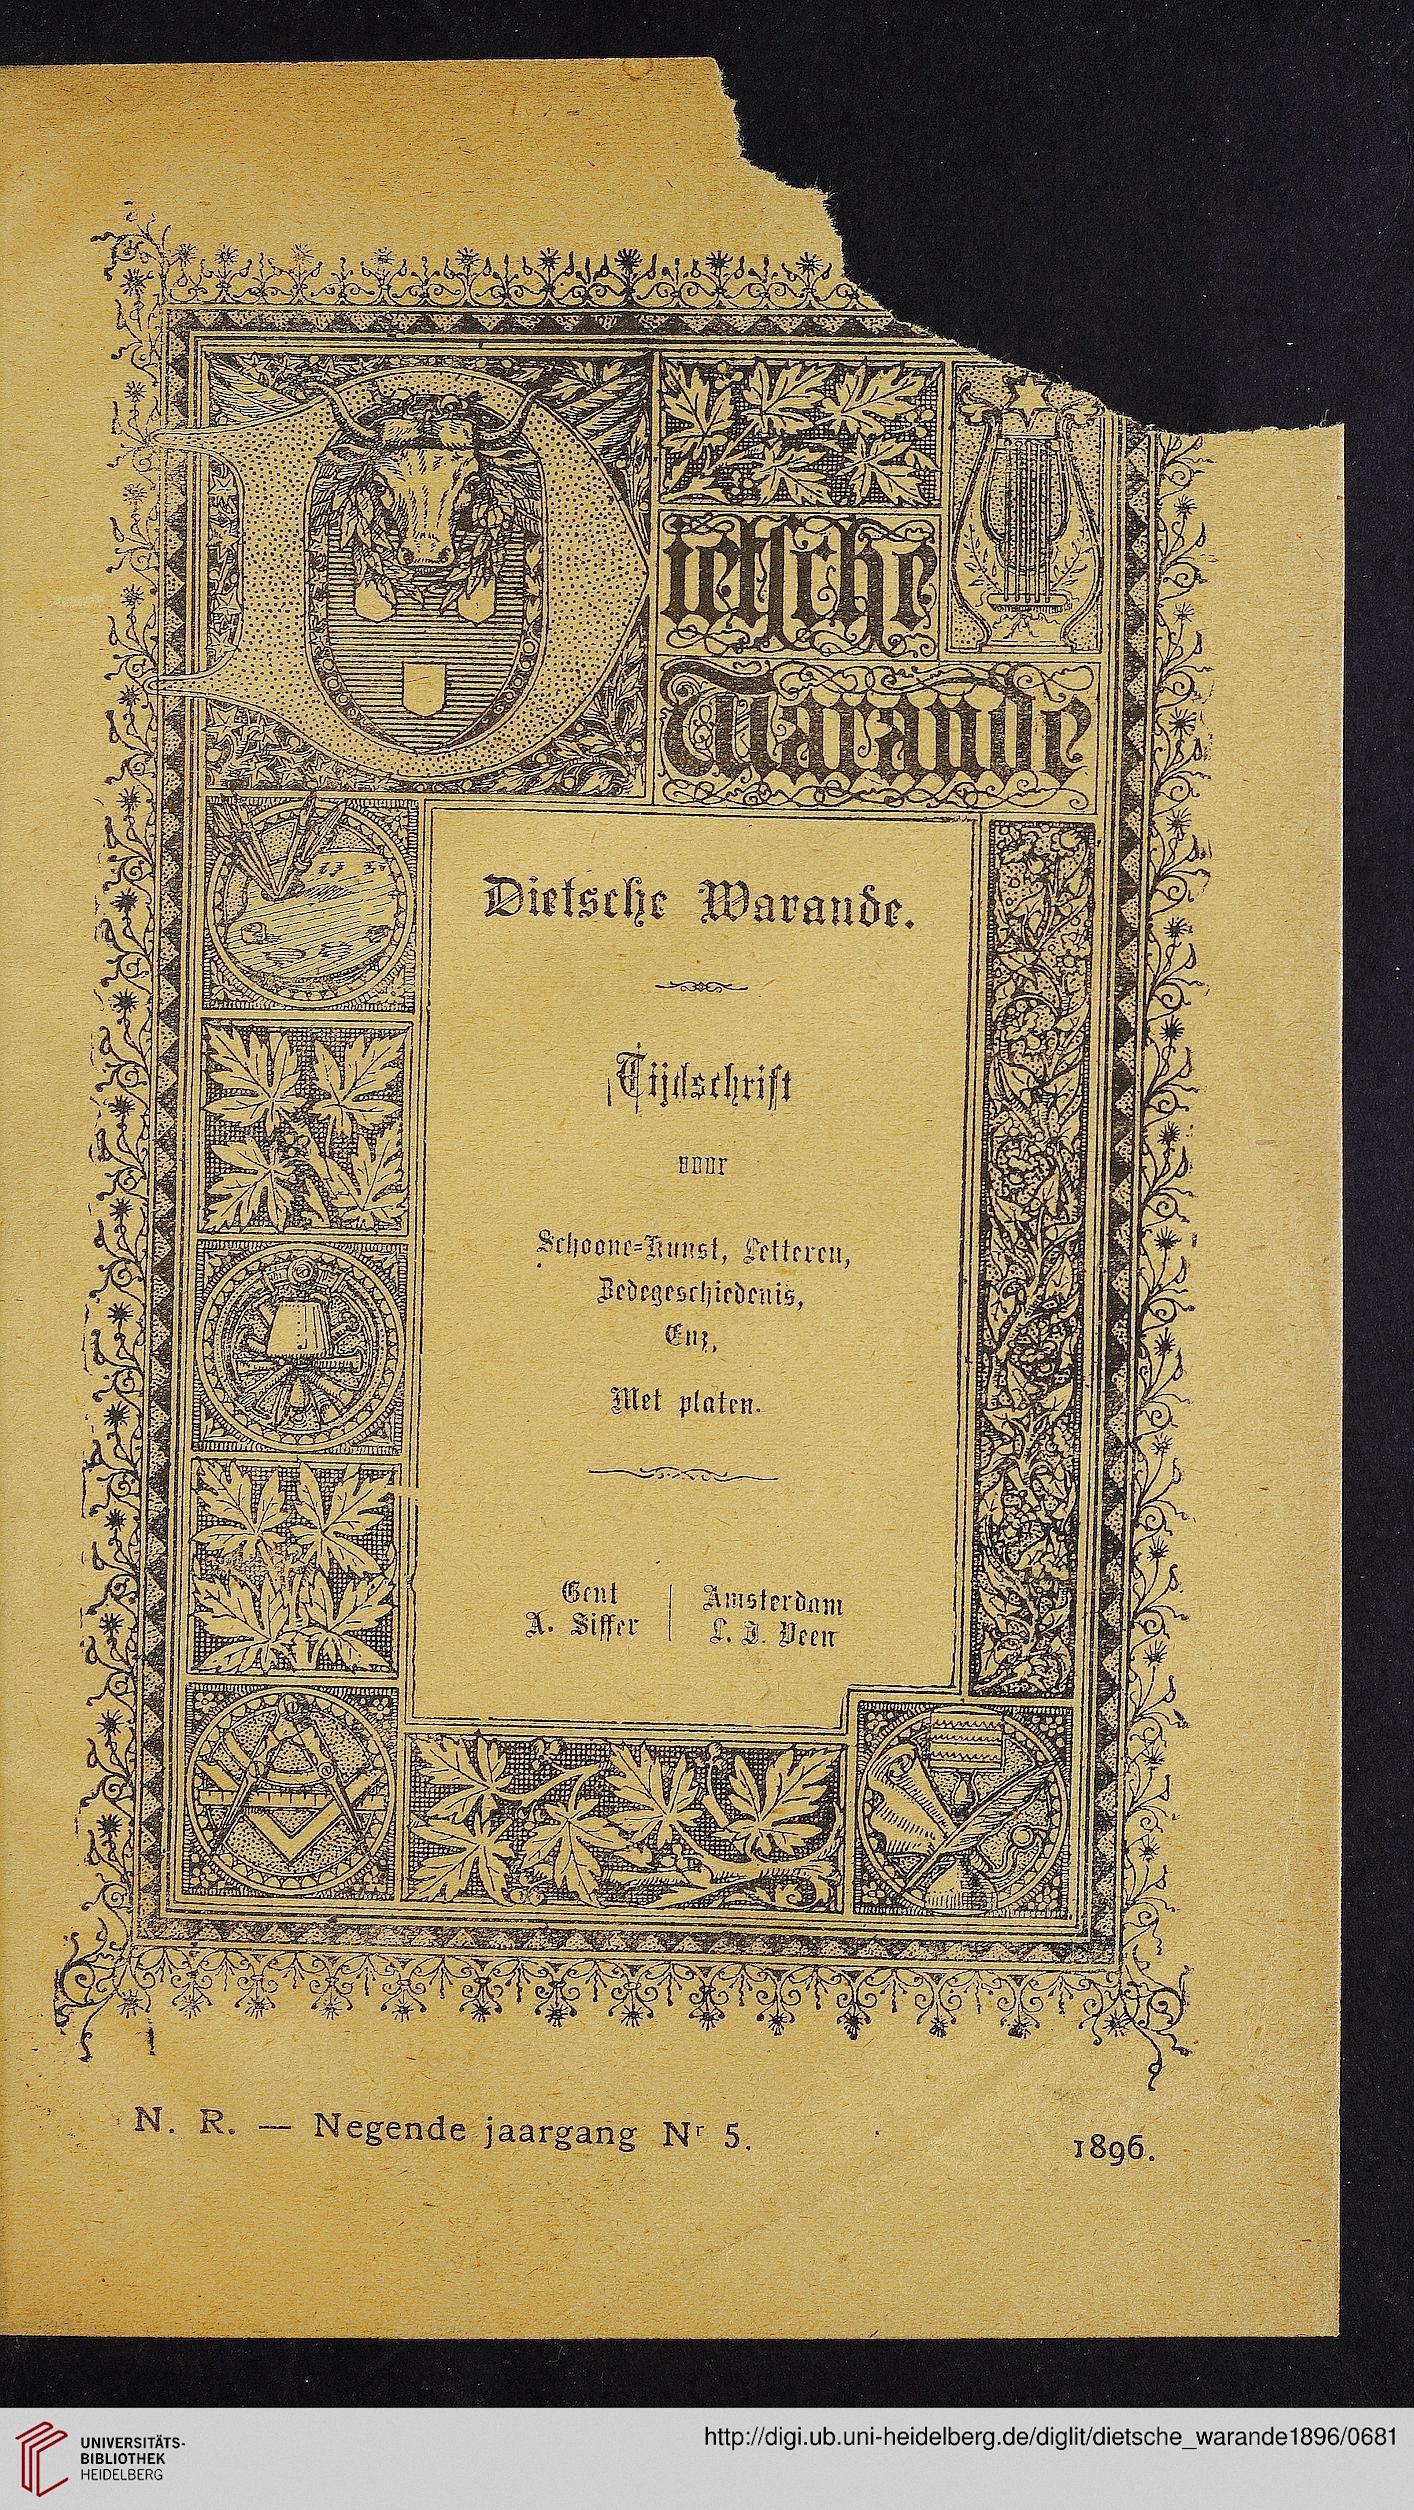 Dietsche
Warande
Dietsche Warande.
Tijdschrift
voor
Schoone=Kunst, Letteren,
Zedegeschiedenis,
Enz,
Met platen.
Gent
A. Siffer
Amsterdam
L. J. Veen
N. R. — Negende jaargang Nr 5.
1896.
UNIVERSITÄTS-
BIBLIOTHEK
HEIDELBERG
http://digi.ub.uni-heidelberg.de/diglit/dietsche_warande1896/0681